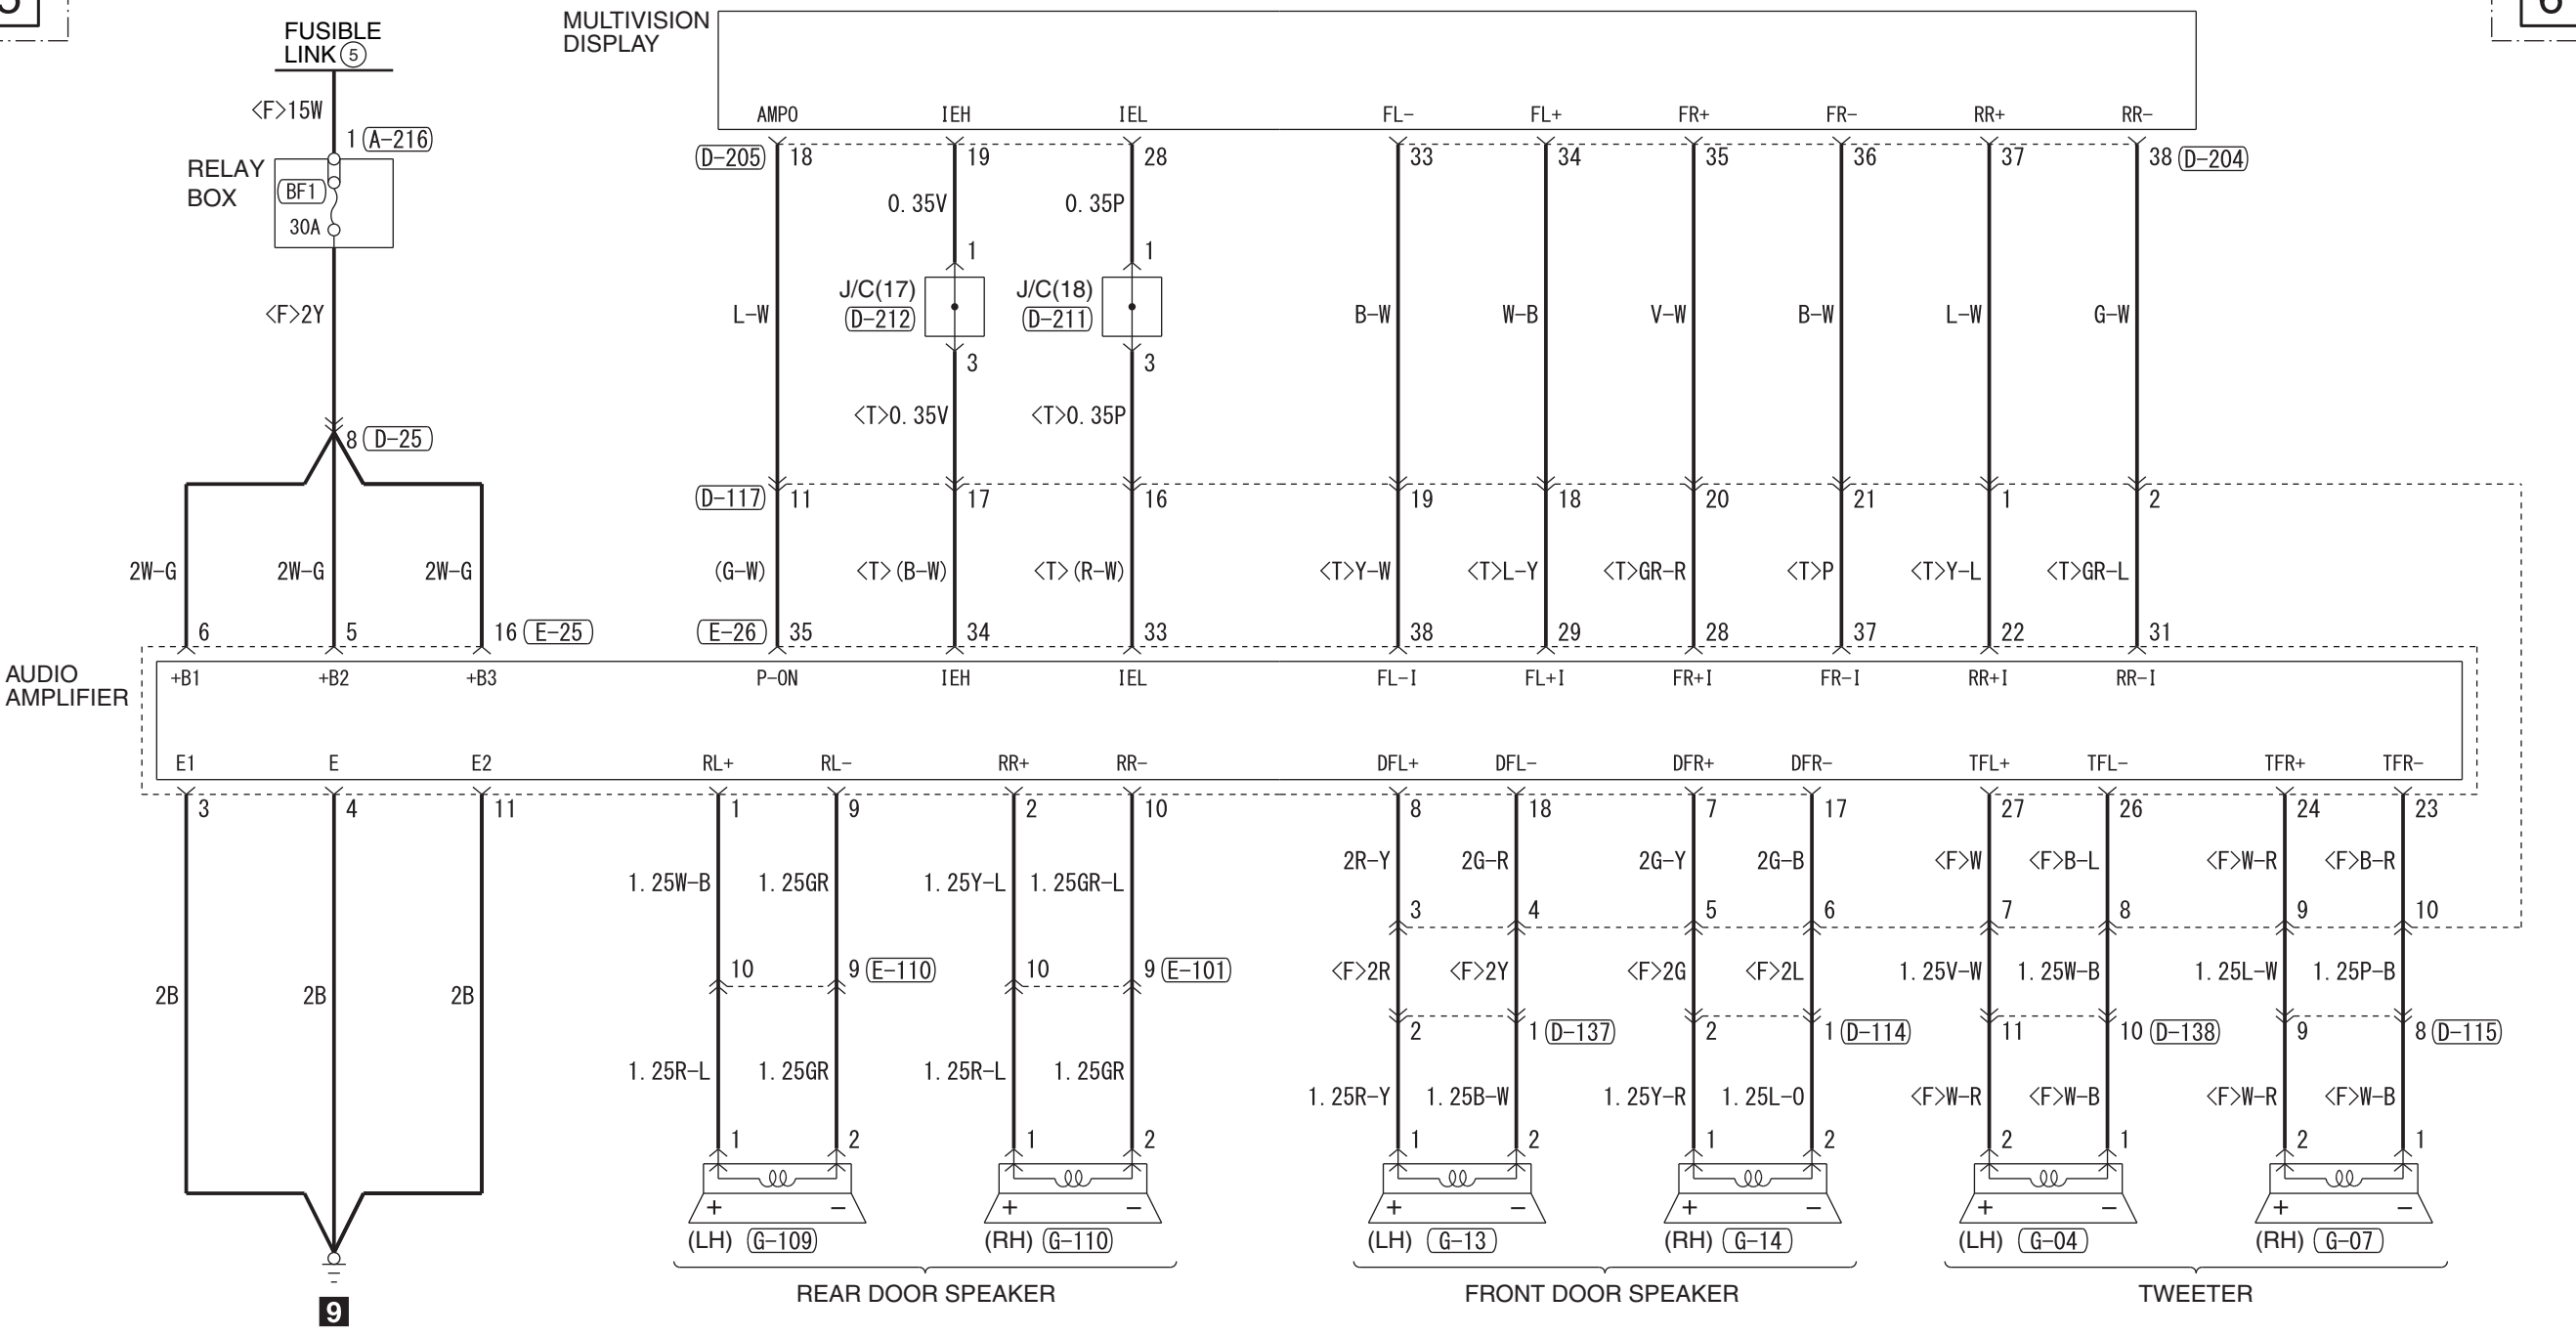 5
6
FUSIBLE
LINK 5
MULTIVISION
DISPLAY
<F>15W
1 A-216
RELAY
BOX
BF1
30A
<F>2Y
8 D-25
AMPO IEH IEL FL- FL+ FR+ FR- RR+ RR-
D-205 18 19 28 33 34 35 36 37 38 D-204
0.35V 0.35P
1 1
J/C(17) J/C(18)
D-212 D-211
L-W B-W W-B V-W B-W L-W G-W
3 3
<T>0.35V <T>0.35P
D-117 11 17 16 19 18 20 21 1 2
2W-G 2W-G 2W-G (G-W) <T>(B-W) <T>(R-W) <T>Y-W <T>L-Y <T>GR-R <T>P <T>Y-L <T>GR-L
6 5 16 E-25 E-26 35 34 33 38 29 28 37 22 31
AUDIO
AMPLIFIER
+B1 +B2 +B3 P-ON IEH IEL FL-I FL+I FR+I FR-I RR+I RR-I
E1 E E2 RL+ RL- RR+ RR- DFL+ DFL- DFR+ DFR- TFL+ TFL- TFR+ TFR-
3 4 11 1 9 2 10 8 18 7 17 27 26 24 23
2R-Y 2G-R 2G-Y 2G-B <F>W <F>B-L <F>W-R <F>B-R
1.25W-B 1.25GR 1.25Y-L 1.25GR-L
3 4 5 6 7 8 9 10
10 9 E-110 10 9 E-101
<F>2R <F>2Y <F>2G <F>2L 1.25V-W 1.25W-B 1.25L-W 1.25P-B
2B 2B 2B
2 1 D-137 2 1 D-114 11 10 D-138 9 8 D-115
1.25R-L 1.25GR 1.25R-L 1.25GR
1.25R-Y 1.25B-W 1.25Y-R 1.25L-O <F>W-R <F>W-B <F>W-R <F>W-B
1 2 1 2 1 2 1 2 2 1 2 1
+ - + - + - + - + - + -
(LH) G-109 (RH) G-110 (LH) G-13 (RH) G-14 (LH) G-04 (RH) G-07
REAR DOOR SPEAKER FRONT DOOR SPEAKER TWEETER
9